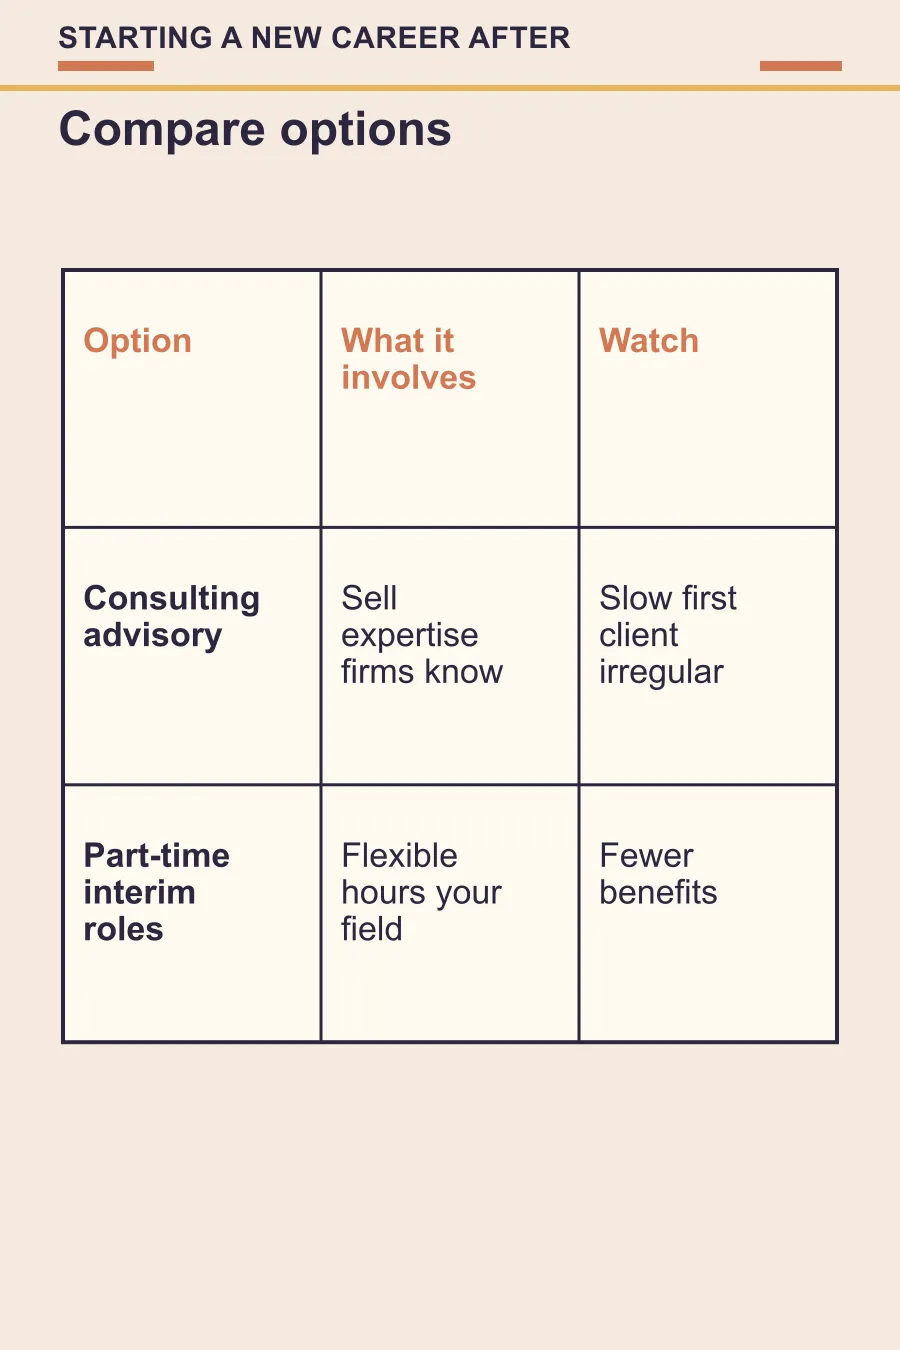 STARTING A NEW CAREER AFTER
Compare options
Option
What it
involves
Watch
Consulting
advisory
Sell
expertise
firms know
Slow first
client
irregular
Part-time
interim
roles
Flexible
hours your
field
Fewer
benefits